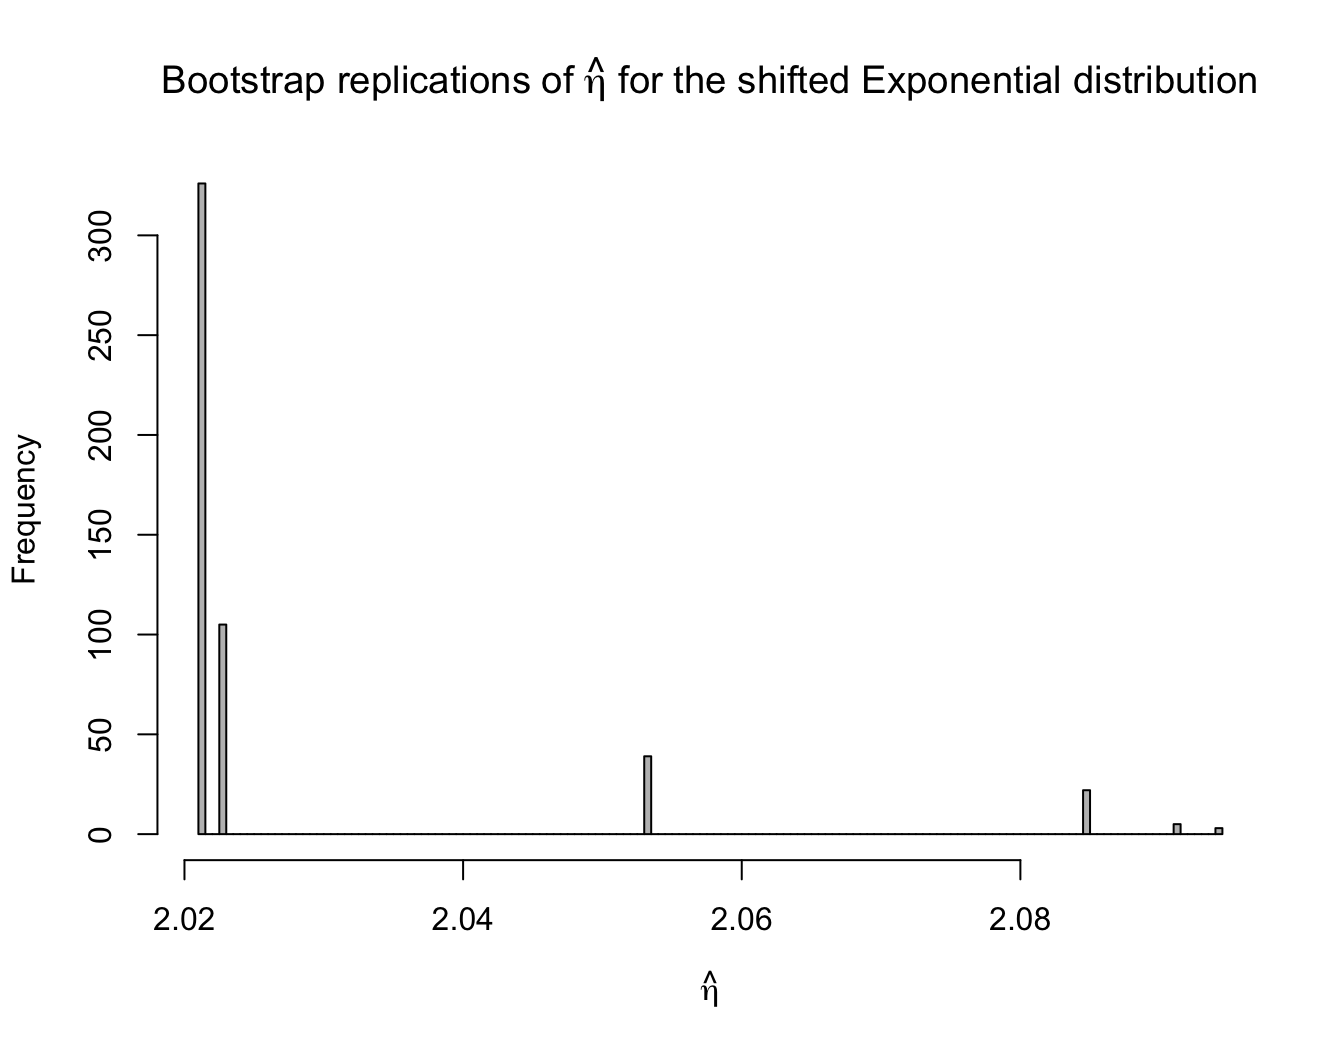 Bootstrap replications of η̂ for the shifted Exponential distribution
Frequency
300
250
200
150
100
50
0
2.02 2.04 2.06 2.08
η̂